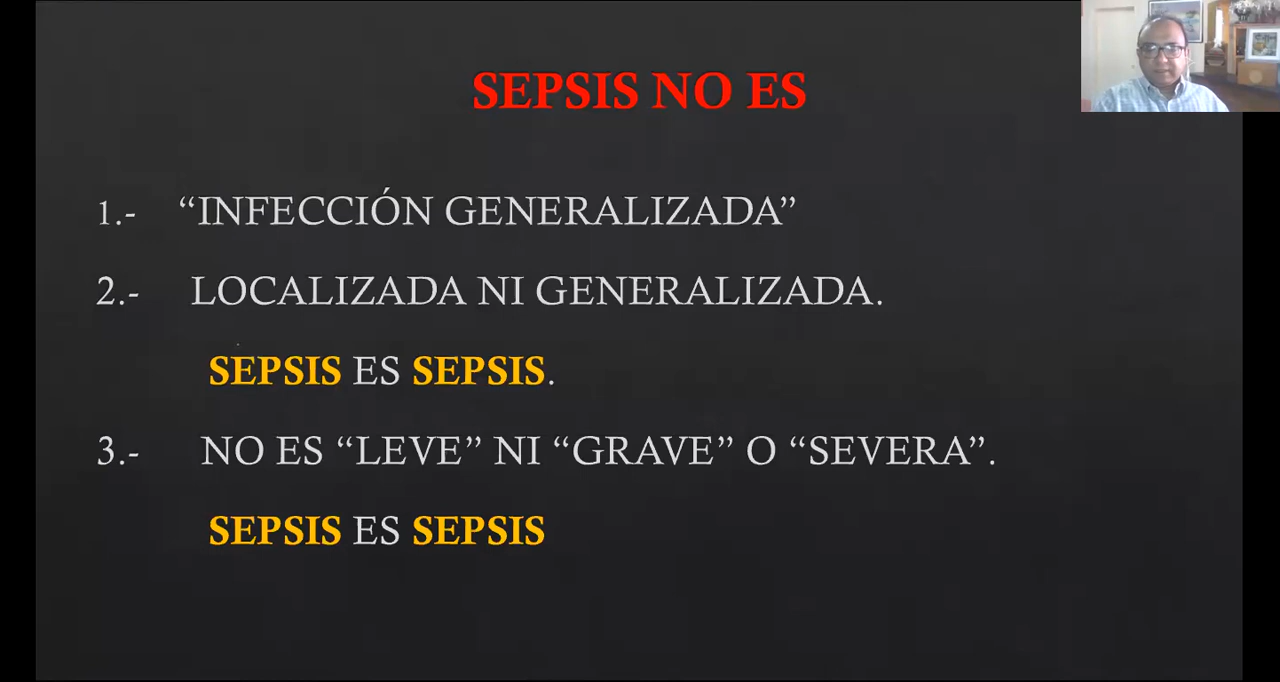 SEPSIS NO ES
1.- “INFECCIÓN GENERALIZADA”
2.- LOCALIZADA NI GENERALIZADA.
SEPSIS ES SEPSIS.
3.- NO ES “LEVE” NI “GRAVE” O “SEVERA”.
SEPSIS ES SEPSIS